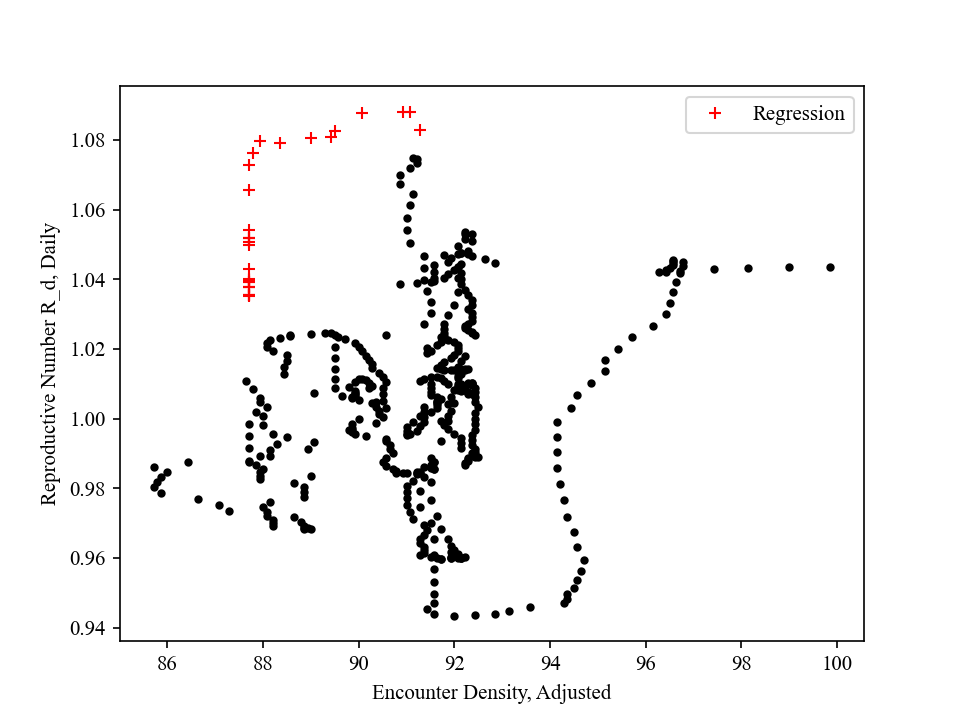 Regression
1.08
1.06
1.04
1.02
1.00
0.98
0.96
0.94
Reproductive Number R_d, Daily
86 88 90 92 94 96 98 100
Encounter Density, Adjusted